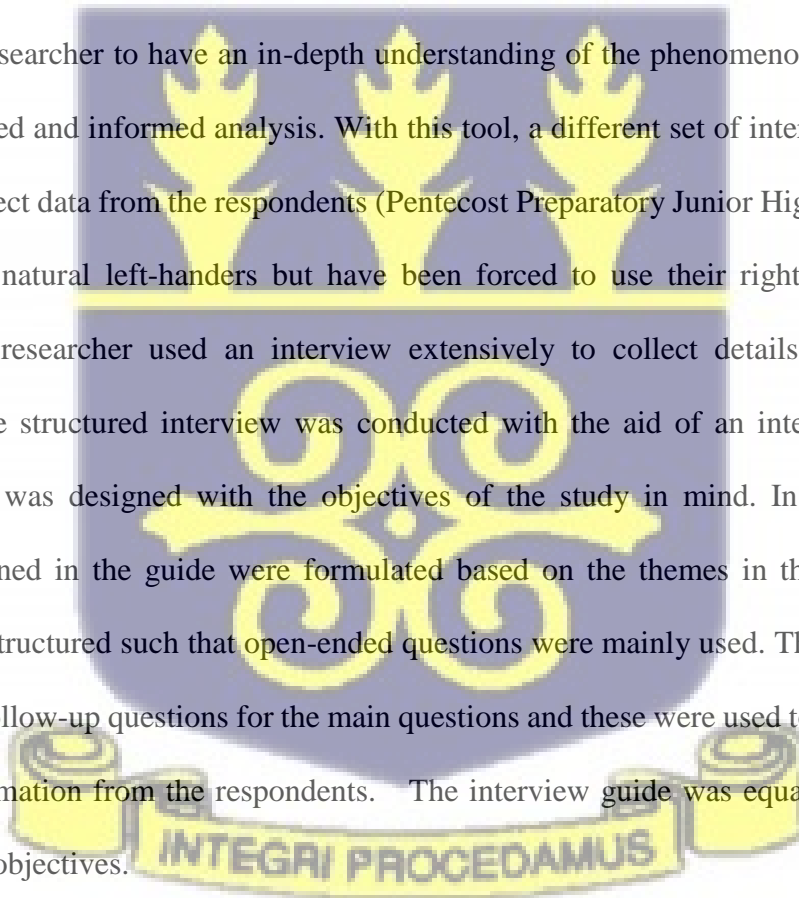 searcher to have an in-depth understanding of the phenomeno
ed and informed analysis. With this tool, a different set of inter
ect data from the respondents (Pentecost Preparatory Junior Hig
natural left-handers but have been forced to use their right
researcher used an interview extensively to collect details
e structured interview was conducted with the aid of an inte
was designed with the objectives of the study in mind. In
ned in the guide were formulated based on the themes in th
structured such that open-ended questions were mainly used. Th
ollow-up questions for the main questions and these were used to
mation from the respondents. The interview guide was equa
objectives.
INTEGRI PROCEDAMUS